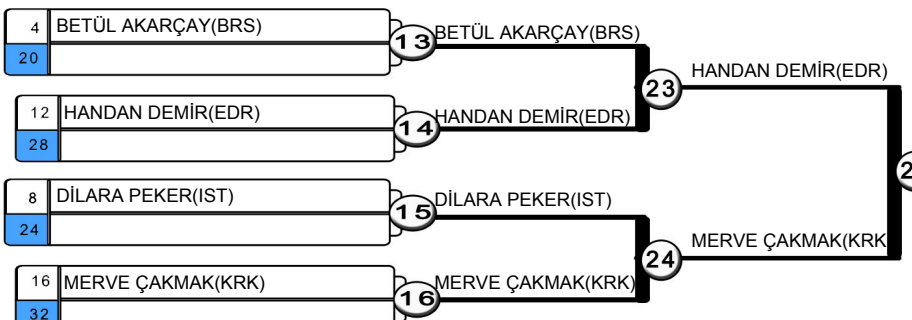 4 BETÜL AKARÇAY(BRS)
20
13 BETÜL AKARÇAY(BRS)
12 HANDAN DEMİR(EDR)
28
14 HANDAN DEMİR(EDR)
23 HANDAN DEMİR(EDR)
8 DİLARA PEKER(IST)
24
15 DİLARA PEKER(IST)
16 MERVE ÇAKMAK(KRK)
32
16 MERVE ÇAKMAK(KRK)
24 MERVE ÇAKMAK(KRK